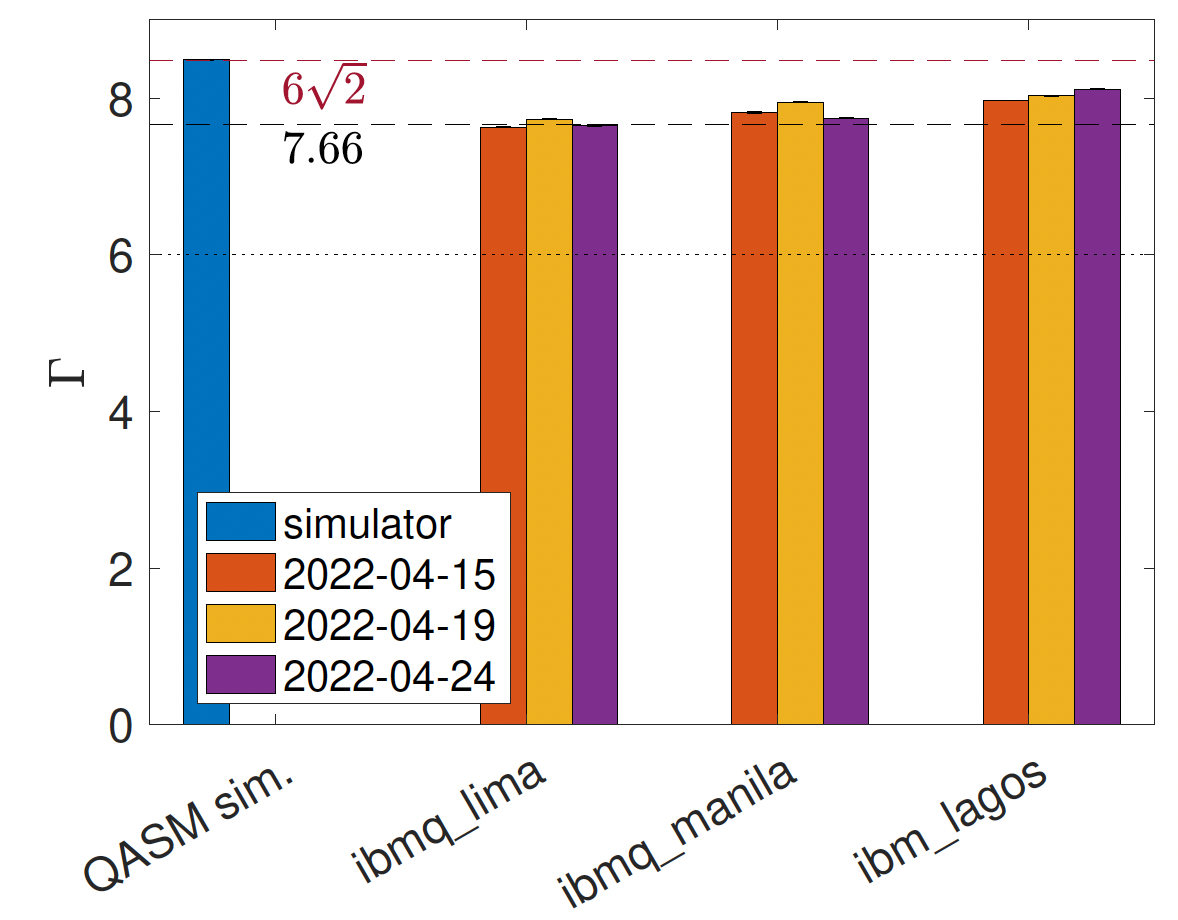 6√2
7.66
8
6
4
2
0
Γ
simulator
2022-04-15
2022-04-19
2022-04-24
QASM sim.
ibmq_lima
ibmq_manila
ibm_lagos